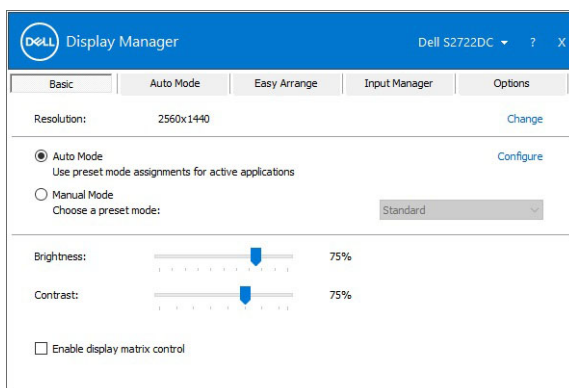 DELL Display Manager Dell S2722DC ? X
Basic Auto Mode Easy Arrange Input Manager Options
Resolution: 2560x1440 Change
Auto Mode Configure
Use preset mode assignments for active applications
Manual Mode
Choose a preset mode: Standard
Brightness: 75%
Contrast: 75%
Enable display matrix control